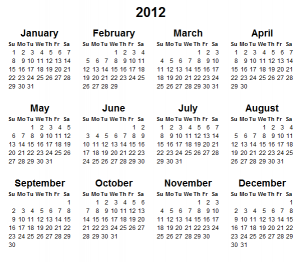 2012
January
Su Mo Tu We Th Fr Sa
1 2 3 4 5 6 7
8 9 10 11 12 13 14
15 16 17 18 19 20 21
22 23 24 25 26 27 28
29 30 31
February
Su Mo Tu We Th Fr Sa
1 2 3 4
5 6 7 8 9 10 11
12 13 14 15 16 17 18
19 20 21 22 23 24 25
26 27 28 29
March
Su Mo Tu We Th Fr Sa
1 2 3
4 5 6 7 8 9 10
11 12 13 14 15 16 17
18 19 20 21 22 23 24
25 26 27 28 29 30 31
April
Su Mo Tu We Th Fr Sa
1 2 3 4 5 6 7
8 9 10 11 12 13 14
15 16 17 18 19 20 21
22 23 24 25 26 27 28
29 30
May
Su Mo Tu We Th Fr Sa
1 2 3 4 5
6 7 8 9 10 11 12
13 14 15 16 17 18 19
20 21 22 23 24 25 26
27 28 29 30 31
June
Su Mo Tu We Th Fr Sa
1 2
3 4 5 6 7 8 9
10 11 12 13 14 15 16
17 18 19 20 21 22 23
24 25 26 27 28 29 30
July
Su Mo Tu We Th Fr Sa
1 2 3 4 5 6 7
8 9 10 11 12 13 14
15 16 17 18 19 20 21
22 23 24 25 26 27 28
29 30 31
August
Su Mo Tu We Th Fr Sa
1 2 3 4
5 6 7 8 9 10 11
12 13 14 15 16 17 18
19 20 21 22 23 24 25
26 27 28 29 30 31
September
Su Mo Tu We Th Fr Sa
1
2 3 4 5 6 7 8
9 10 11 12 13 14 15
16 17 18 19 20 21 22
23 24 25 26 27 28 29
30
October
Su Mo Tu We Th Fr Sa
1 2 3 4 5 6
7 8 9 10 11 12 13
14 15 16 17 18 19 20
21 22 23 24 25 26 27
28 29 30 31
November
Su Mo Tu We Th Fr Sa
1 2 3
4 5 6 7 8 9 10
11 12 13 14 15 16 17
18 19 20 21 22 23 24
25 26 27 28 29 30
December
Su Mo Tu We Th Fr Sa
1
2 3 4 5 6 7 8
9 10 11 12 13 14 15
16 17 18 19 20 21 22
23 24 25 26 27 28 29
30 31